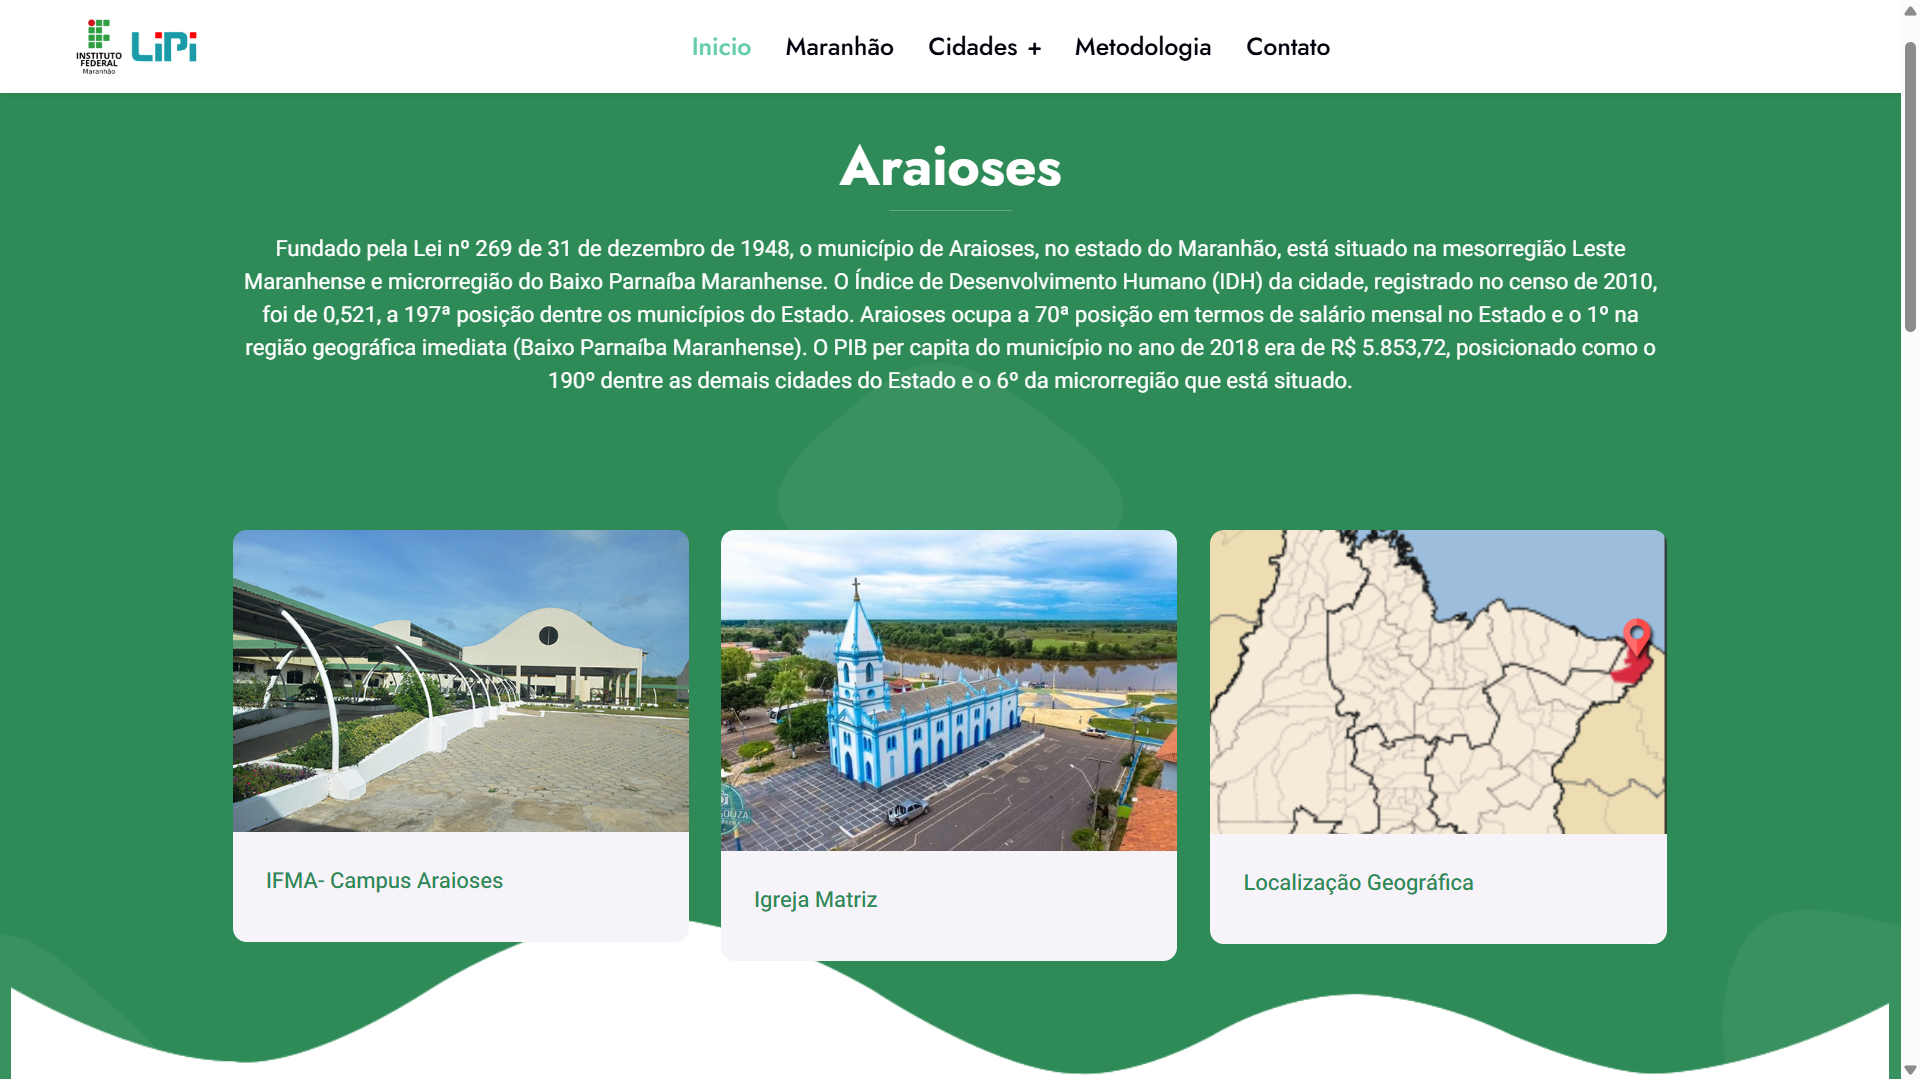 INSTITUTO
FEDERAL
Maranhão
LiPi
Inicio
Maranhão
Cidades +
Metodologia
Contato
Araioses
Fundado pela Lei nº 269 de 31 de dezembro de 1948, o município de Araioses, no estado do Maranhão, está situado na mesorregião Leste
Maranhense e microrregião do Baixo Parnaíba Maranhense. O Índice de Desenvolvimento Humano (IDH) da cidade, registrado no censo de 2010,
foi de 0,521, a 197ª posição dentre os municípios do Estado. Araioses ocupa a 70ª posição em termos de salário mensal no Estado e o 1º na
região geográfica imediata (Baixo Parnaíba Maranhense). O PIB per capita do município no ano de 2018 era de R$ 5.853,72, posicionado como o
190º dentre as demais cidades do Estado e o 6º da microrregião que está situado.
IFMA- Campus Araioses
Igreja Matriz
Localização Geográfica